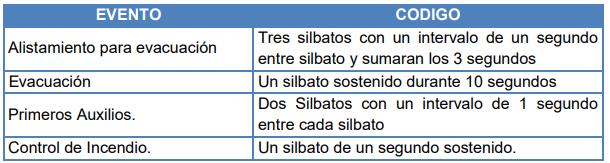 EVENTO CODIGO
Alistamiento para evacuación Tres silbatos con un intervalo de un segundo
entre silbato y sumaran los 3 segundos
Evacuación Un silbato sostenido durante 10 segundos
Primeros Auxilios. Dos Silbatos con un intervalo de 1 segundo
entre cada silbato
Control de Incendio. Un silbato de un segundo sostenido.